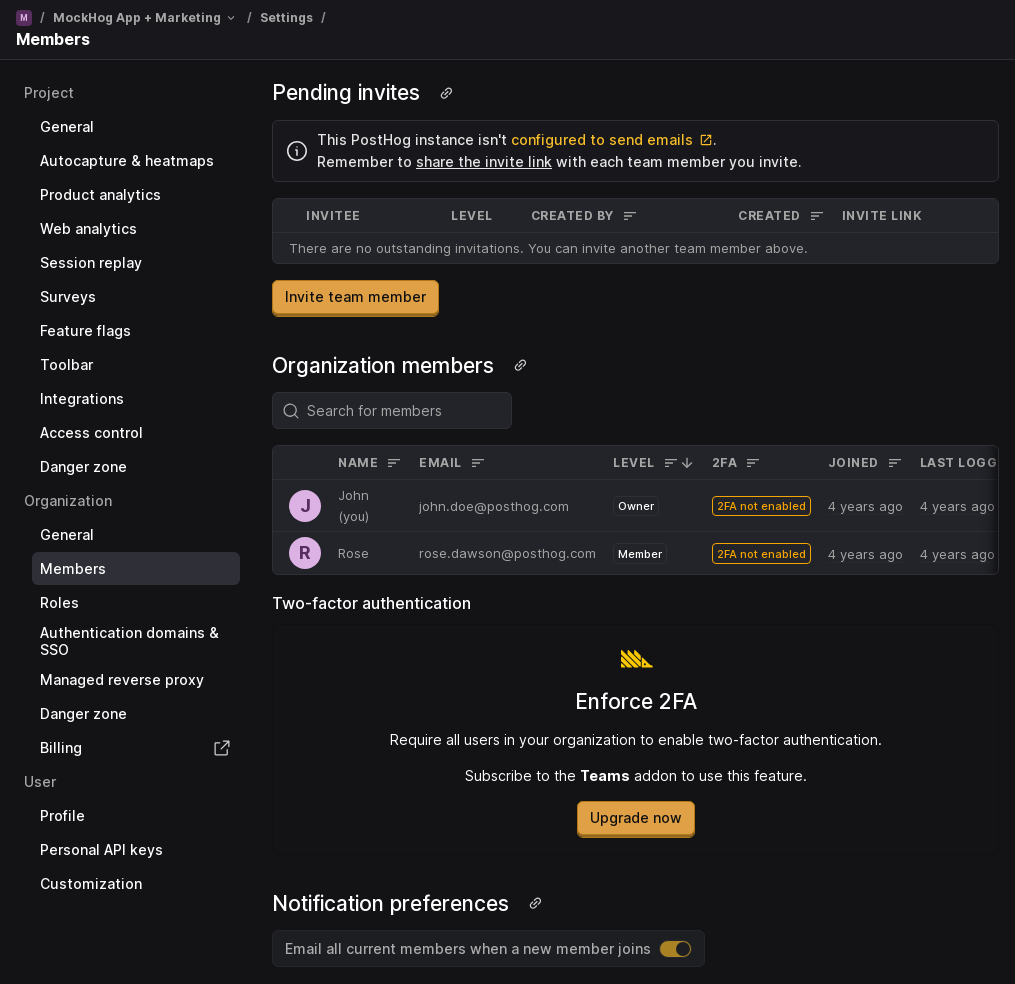 M / MockHog App + Marketing / Settings /
Members
Project
General
Autocapture & heatmaps
Product analytics
Web analytics
Session replay
Surveys
Feature flags
Toolbar
Integrations
Access control
Danger zone
Organization
General
Members
Roles
Authentication domains &
SSO
Managed reverse proxy
Danger zone
Billing
User
Profile
Personal API keys
Customization
Pending invites
This PostHog instance isn't configured to send emails.
Remember to share the invite link with each team member you invite.
INVITEE LEVEL CREATED BY CREATED INVITE LINK
There are no outstanding invitations. You can invite another team member above.
Invite team member
Organization members
Search for members
NAME EMAIL LEVEL 2FA JOINED LAST LOGG
J John john.doe@posthog.com Owner 2FA not enabled 4 years ago 4 years ago
(you)
R Rose rose.dawson@posthog.com Member 2FA not enabled 4 years ago 4 years ago
Two-factor authentication
Enforce 2FA
Require all users in your organization to enable two-factor authentication.
Subscribe to the Teams addon to use this feature.
Upgrade now
Notification preferences
Email all current members when a new member joins